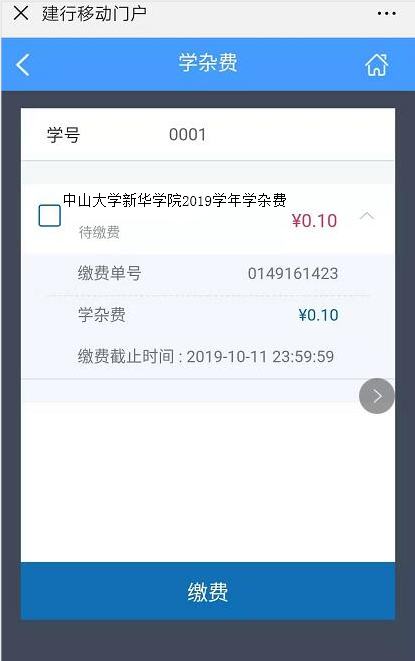 建行移动门户
学杂费
学号 0001
中山大学新华学院2019学年学杂费
¥0.10
待缴费
缴费单号 0149161423
学杂费 ¥0.10
缴费截止时间 : 2019-10-11 23:59:59
缴费